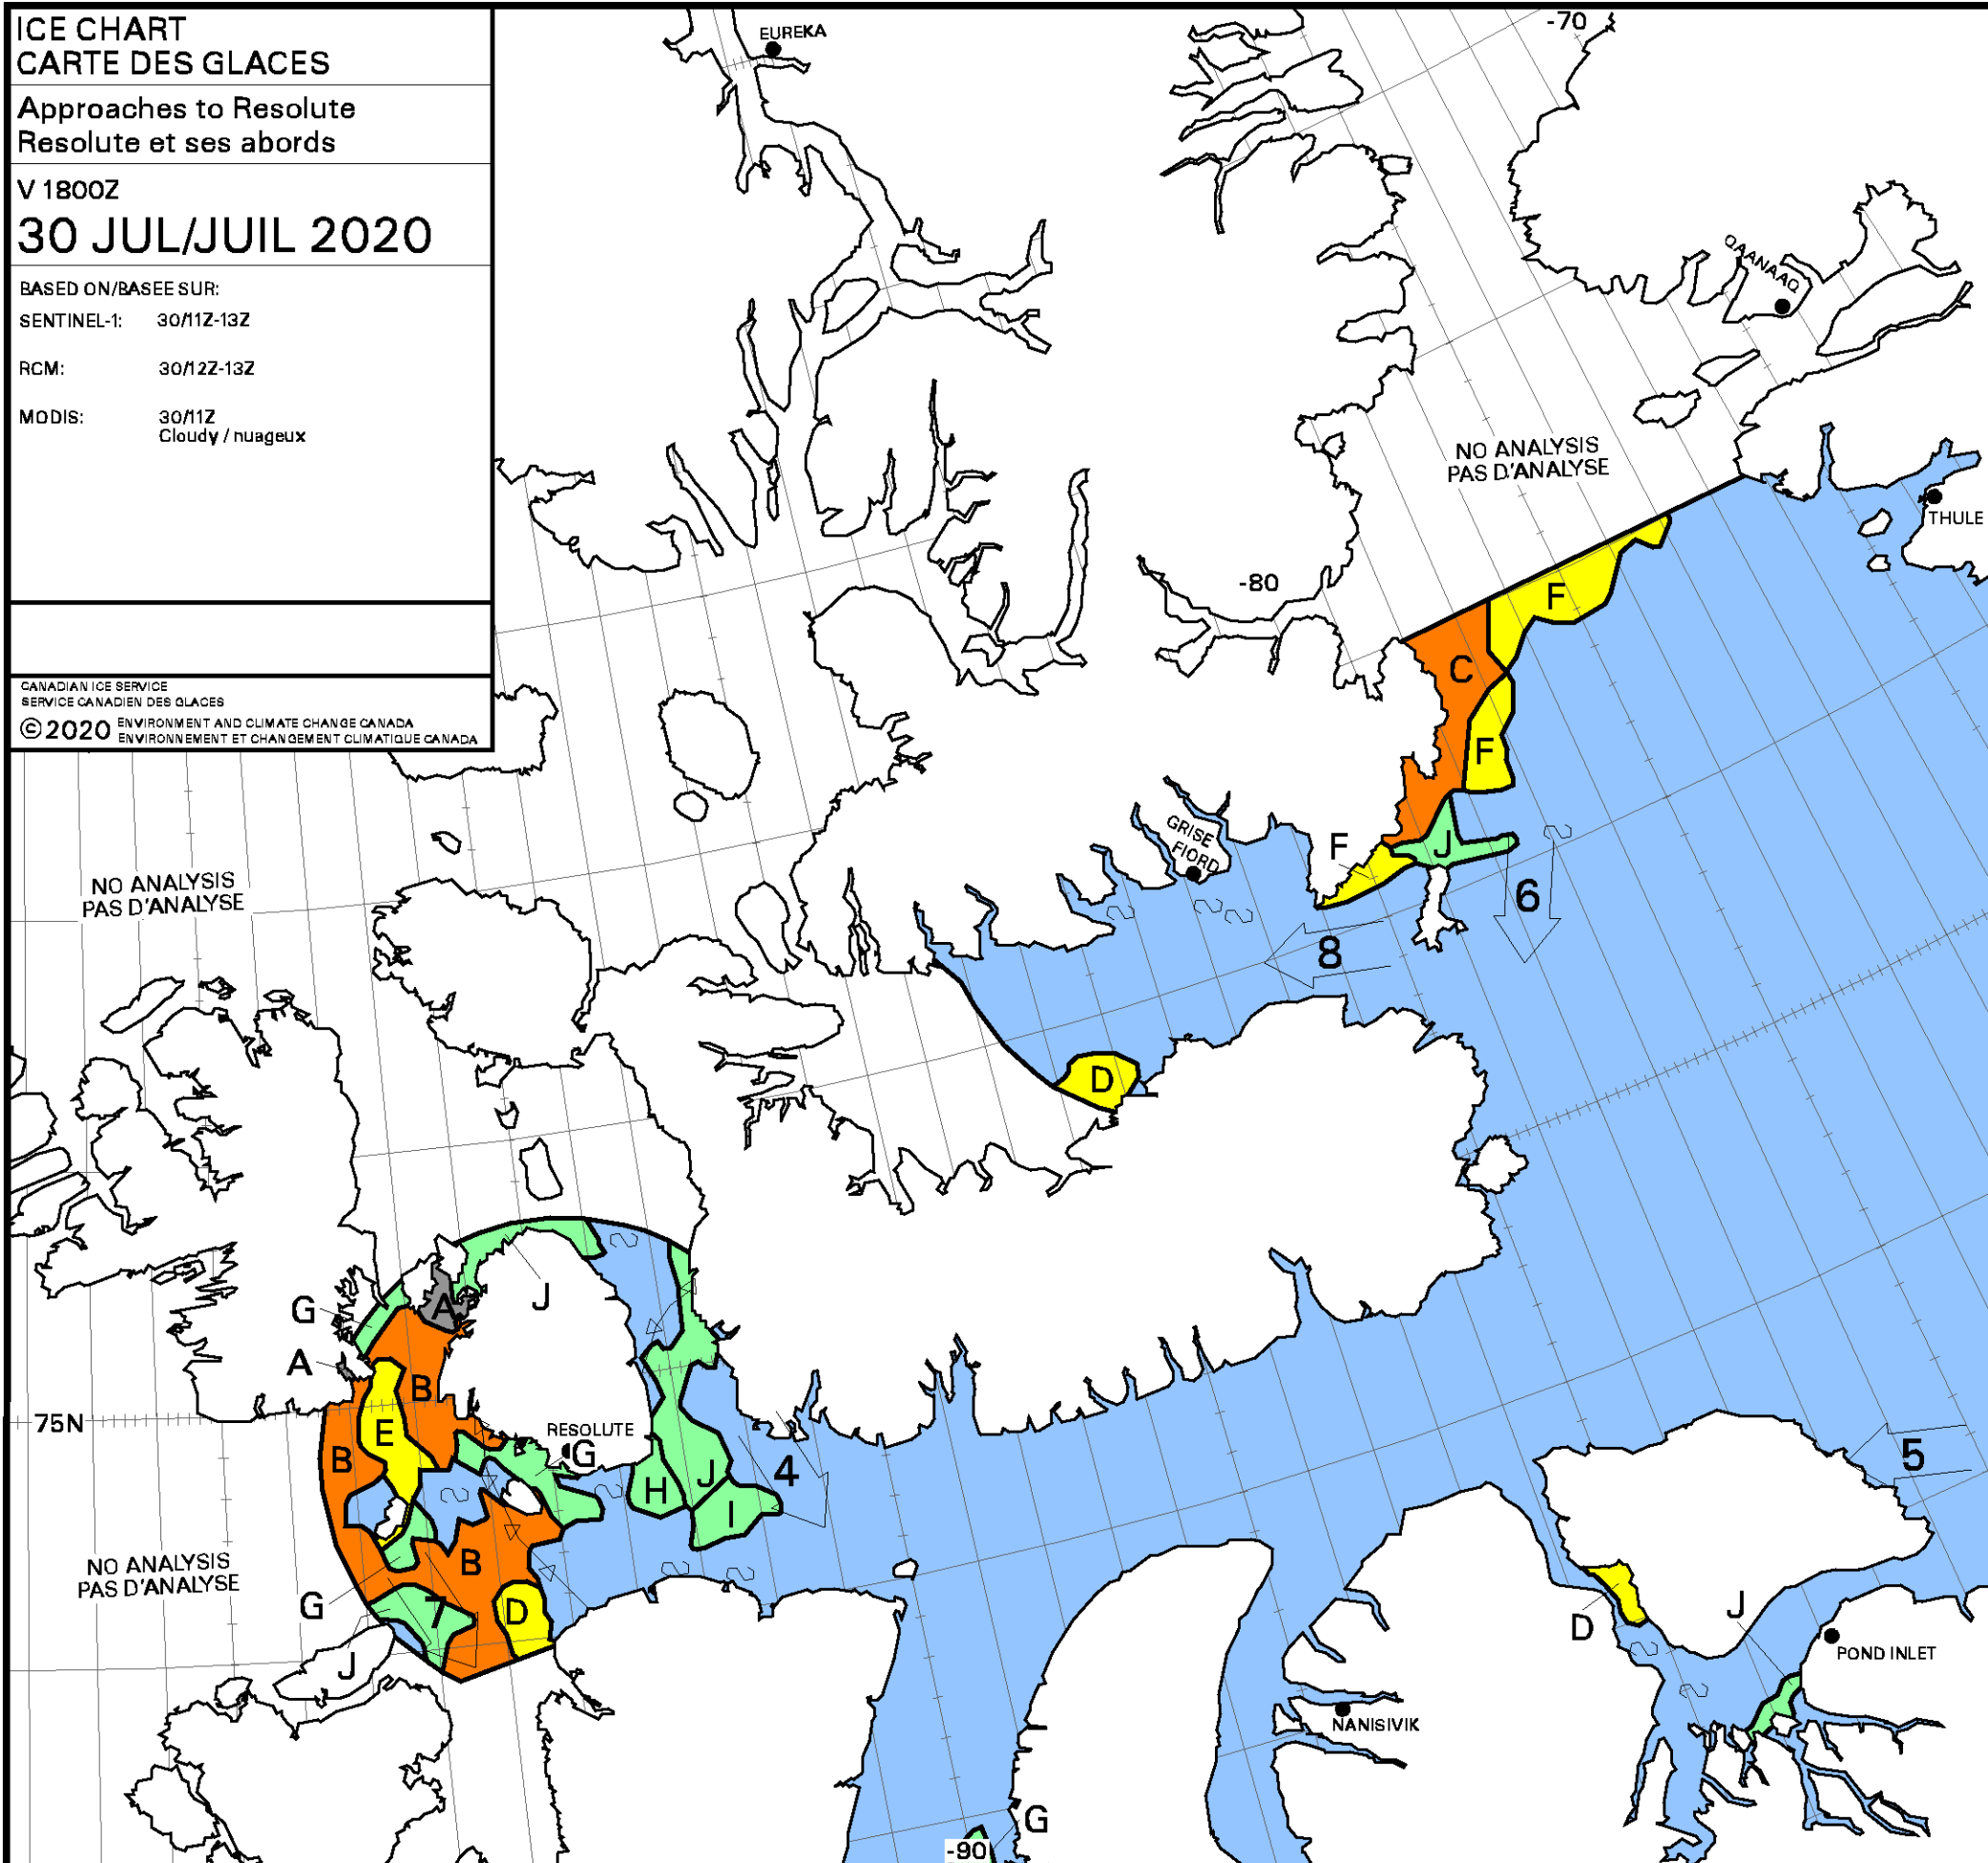 ICE CHART
CARTE DES GLACES
Approaches to Resolute
Resolute et ses abords
V 1800Z
30 JUL/JUIL 2020
BASED ON/BASEE SUR:
SENTINEL-1: 30/11Z-13Z
RCM: 30/12Z-13Z
MODIS: 30/11Z
Cloudy / nuageux
CANADIAN ICE SERVICE
SERVICE CANADIEN DES GLACES
© 2020 ENVIRONMENT AND CLIMATE CHANGE CANADA
ENVIRONNEMENT ET CHANGEMENT CLIMATIQUE CANADA
EUREKA
-70
QAANAAQ
NO ANALYSIS
PAS D'ANALYSE
THULE
-80
F
C
F
GRISE
FIORD
F
J
6
8
NO ANALYSIS
PAS D'ANALYSE
D
J
G
A
A
B
E
B
75N
RESOLUTE
G
H
J
4
I
5
B
NO ANALYSIS
PAS D'ANALYSE
G
7
D
J
D
J
POND INLET
NANISIVIK
G
-90